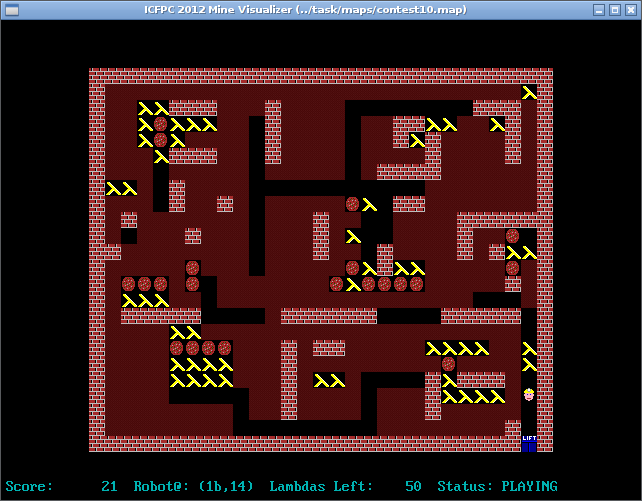 ICFPC 2012 Mine Visualizer (../task/maps/contest10.map)
LIFT
Score: 21 Robot@: (1b,14) Lambdas Left: 50 Status: PLAYING